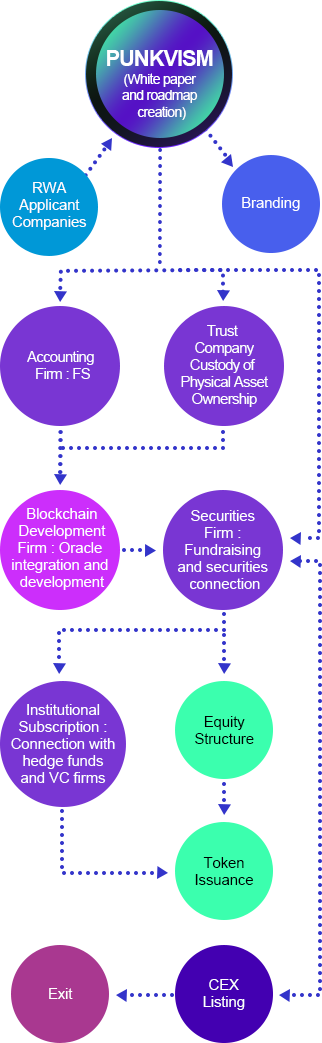 PUNKVISM
(White paper
and roadmap
creation)
RWA
Applicant
Companies
Branding
Accounting
Firm : FS
Trust
Company
Custody of
Physical Asset
Ownership
Blockchain
Development
Firm : Oracle
integration and
development
Securities
Firm :
Fundraising
and securities
connection
Institutional
Subscription :
Connection with
hedge funds
and VC firms
Equity
Structure
Token
Issuance
Exit
CEX
Listing